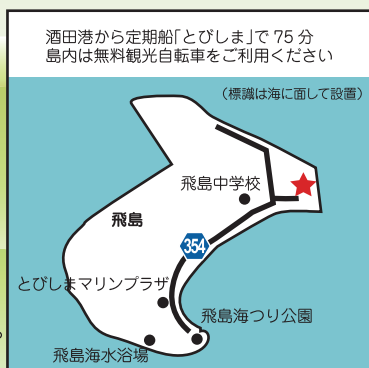 酒田港から定期船「とびしま」で 75 分
島内は無料観光自転車をご利用ください
（標識は海に面して設置）
飛島中学校
飛島
354
とびしまマリンプラザ
飛島海つり公園
飛島海水浴場